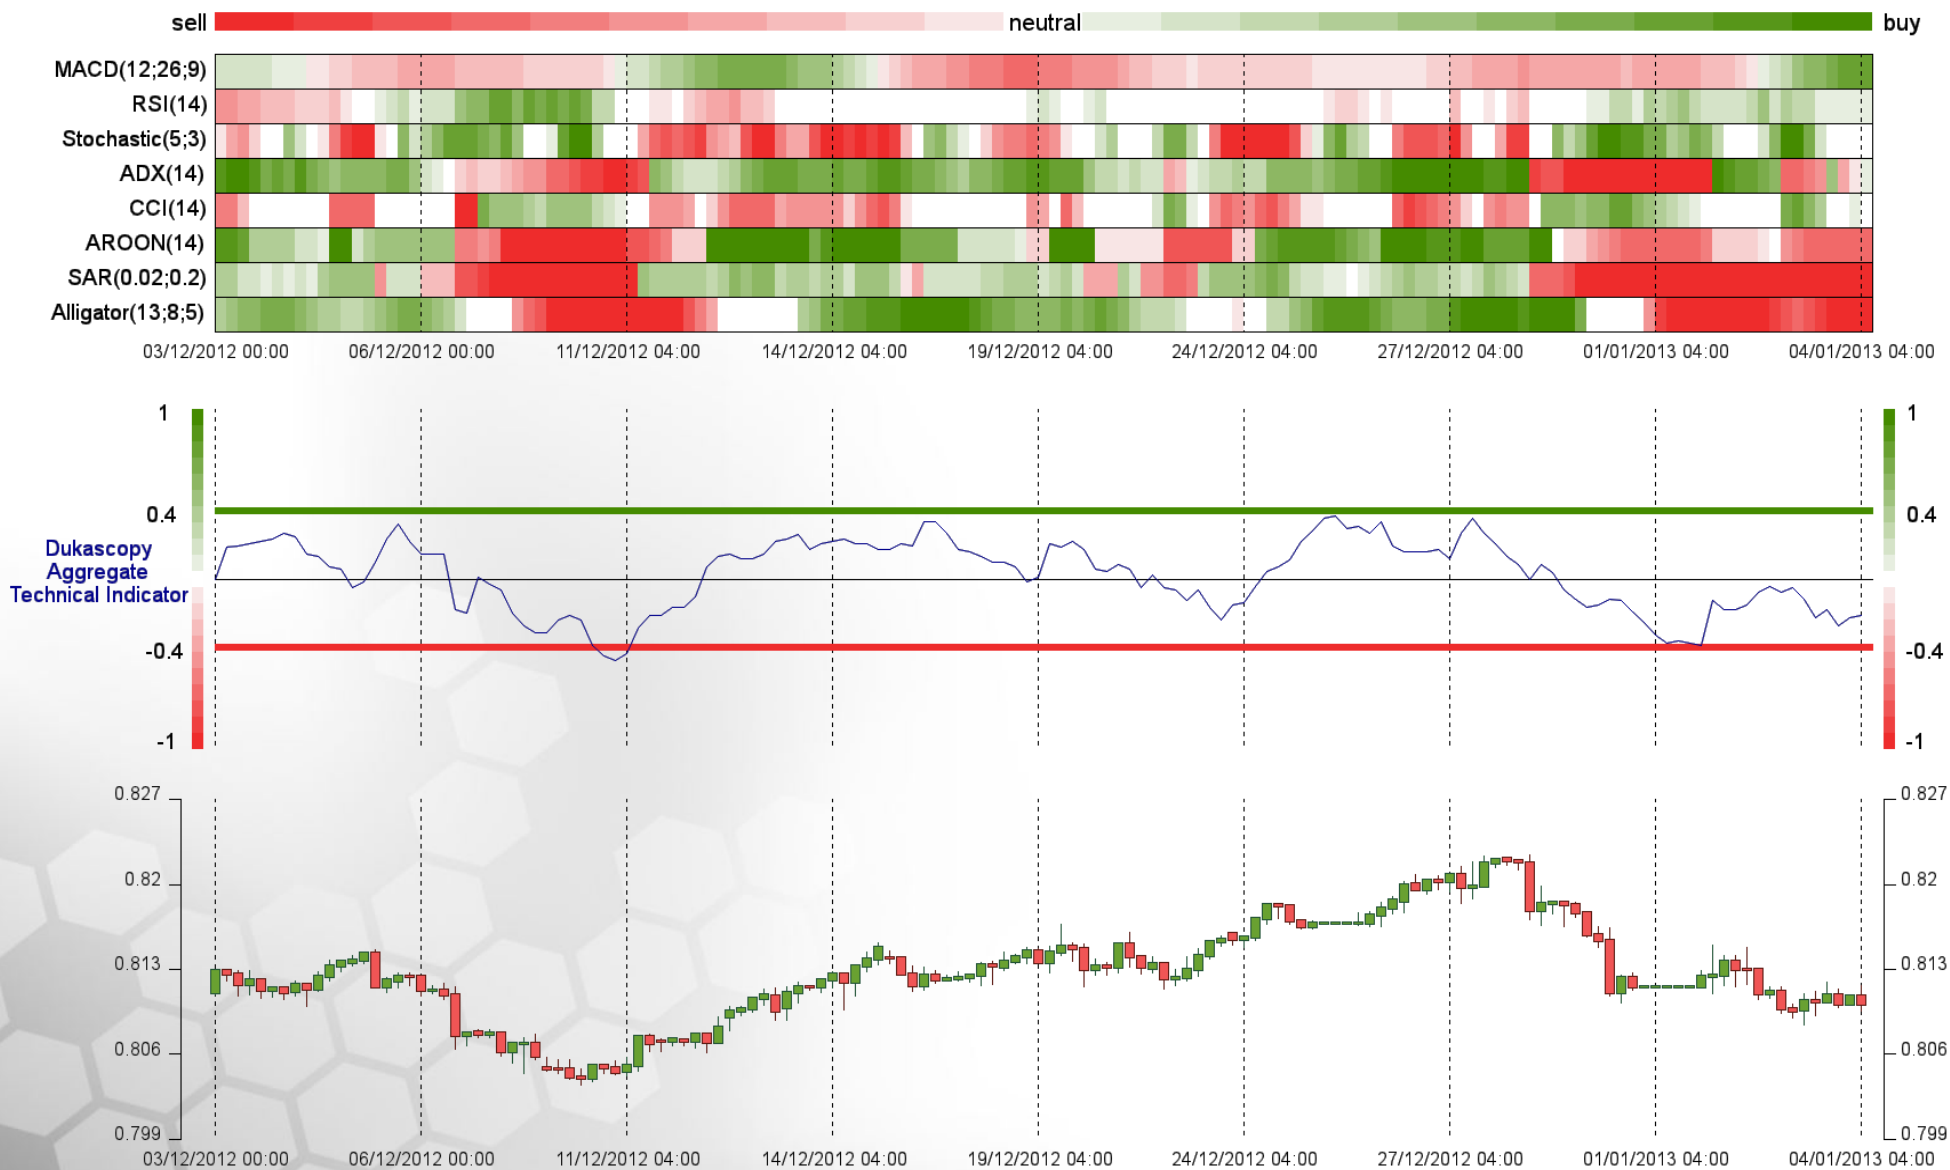 sell neutral buy
MACD(12;26;9)
RSI(14)
Stochastic(5;3)
ADX(14)
CCI(14)
AROON(14)
SAR(0.02;0.2)
Alligator(13;8;5)
03/12/2012 00:00 06/12/2012 00:00 11/12/2012 04:00 14/12/2012 04:00 19/12/2012 04:00 24/12/2012 04:00 27/12/2012 04:00 01/01/2013 04:00 04/01/2013 04:00
1 1
0.4 0.4
Dukascopy
Aggregate
Technical Indicator
-0.4 -0.4
-1 -1
0.827 0.827
0.82 0.82
0.813 0.813
0.806 0.806
0.799 0.799
03/12/2012 00:00 06/12/2012 00:00 11/12/2012 04:00 14/12/2012 04:00 19/12/2012 04:00 24/12/2012 04:00 27/12/2012 04:00 01/01/2013 04:00 04/01/2013 04:00